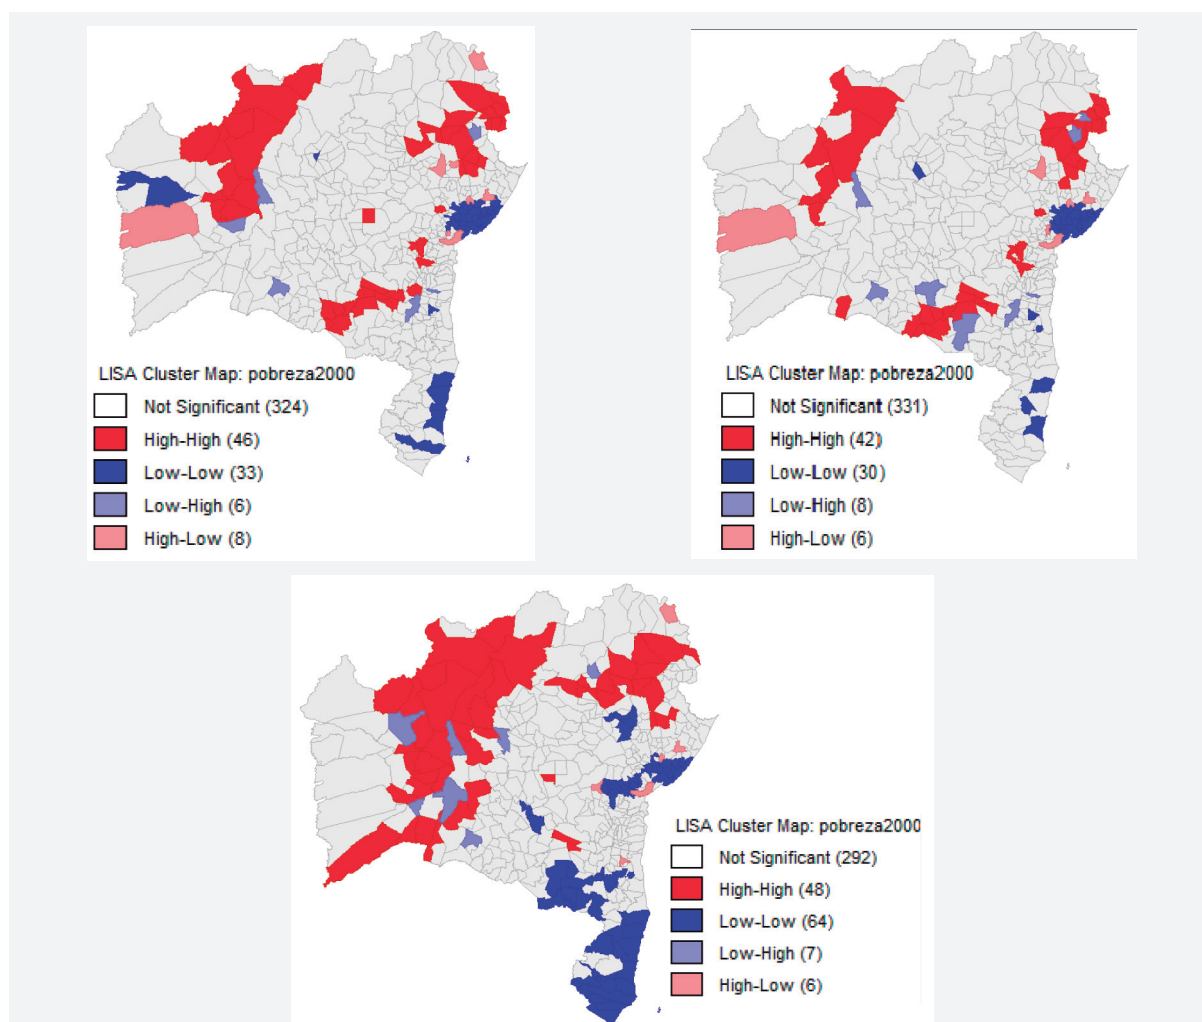 LISA Cluster Map: pobreza2000
Not Significant (324)
High-High (46)
Low-Low (33)
Low-High (6)
High-Low (8)
LISA Cluster Map: pobreza2000
Not Significant (331)
High-High (42)
Low-Low (30)
Low-High (8)
High-Low (6)
LISA Cluster Map: pobreza2000
Not Significant (292)
High-High (48)
Low-Low (64)
Low-High (7)
High-Low (6)